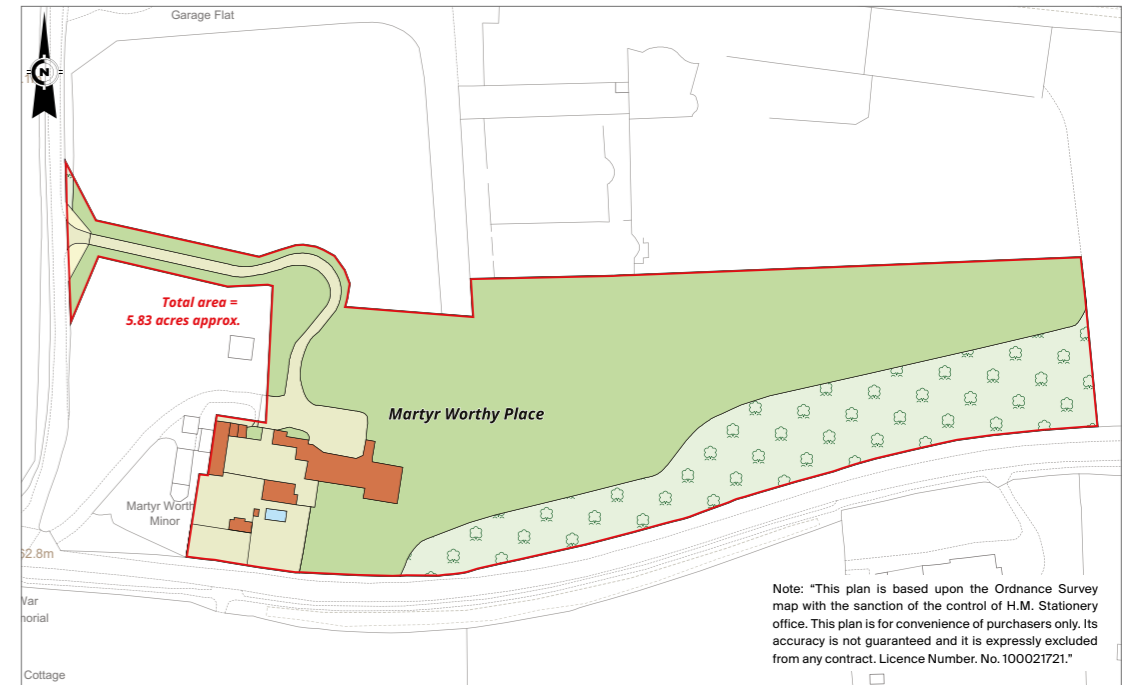 Garage Flat
N
Total area =
5.83 acres approx.
Martyr Worthy Place
Martyr Worth
Minor
52.8m
War
norial
Cottage
Note: “This plan is based upon the Ordnance Survey
map with the sanction of the control of H.M. Stationery
office. This plan is for convenience of purchasers only. Its
accuracy is not guaranteed and it is expressly excluded
from any contract. Licence Number. No. 100021721.”